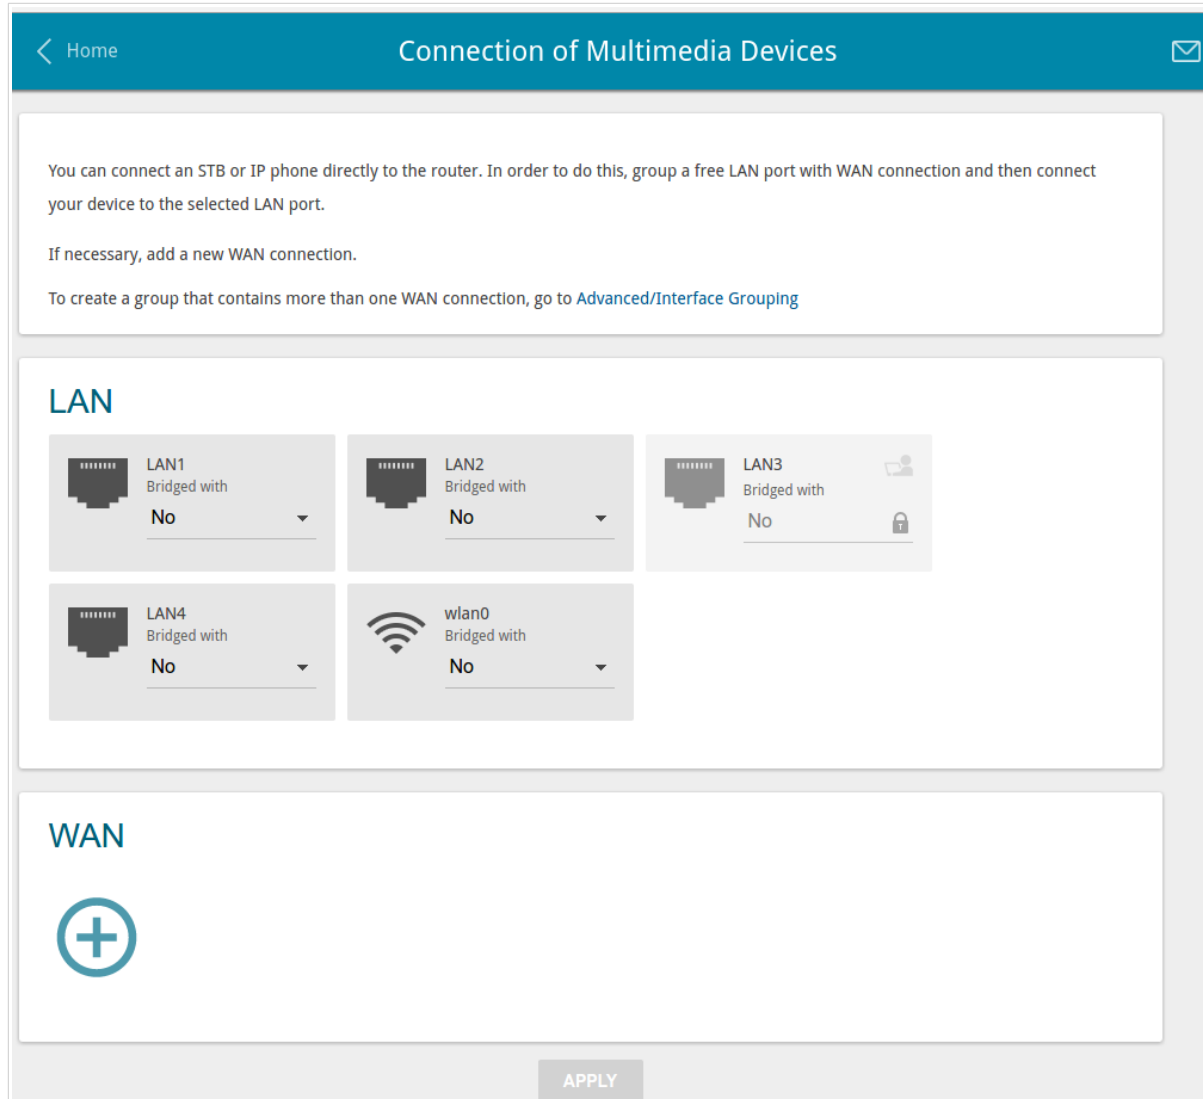 Home
Connection of Multimedia Devices
You can connect an STB or IP phone directly to the router. In order to do this, group a free LAN port with WAN connection and then connect
your device to the selected LAN port.
If necessary, add a new WAN connection.
To create a group that contains more than one WAN connection, go to Advanced/Interface Grouping
LAN
LAN1
Bridged with
No
LAN2
Bridged with
No
LAN3
Bridged with
No
LAN4
Bridged with
No
wlan0
Bridged with
No
WAN
APPLY